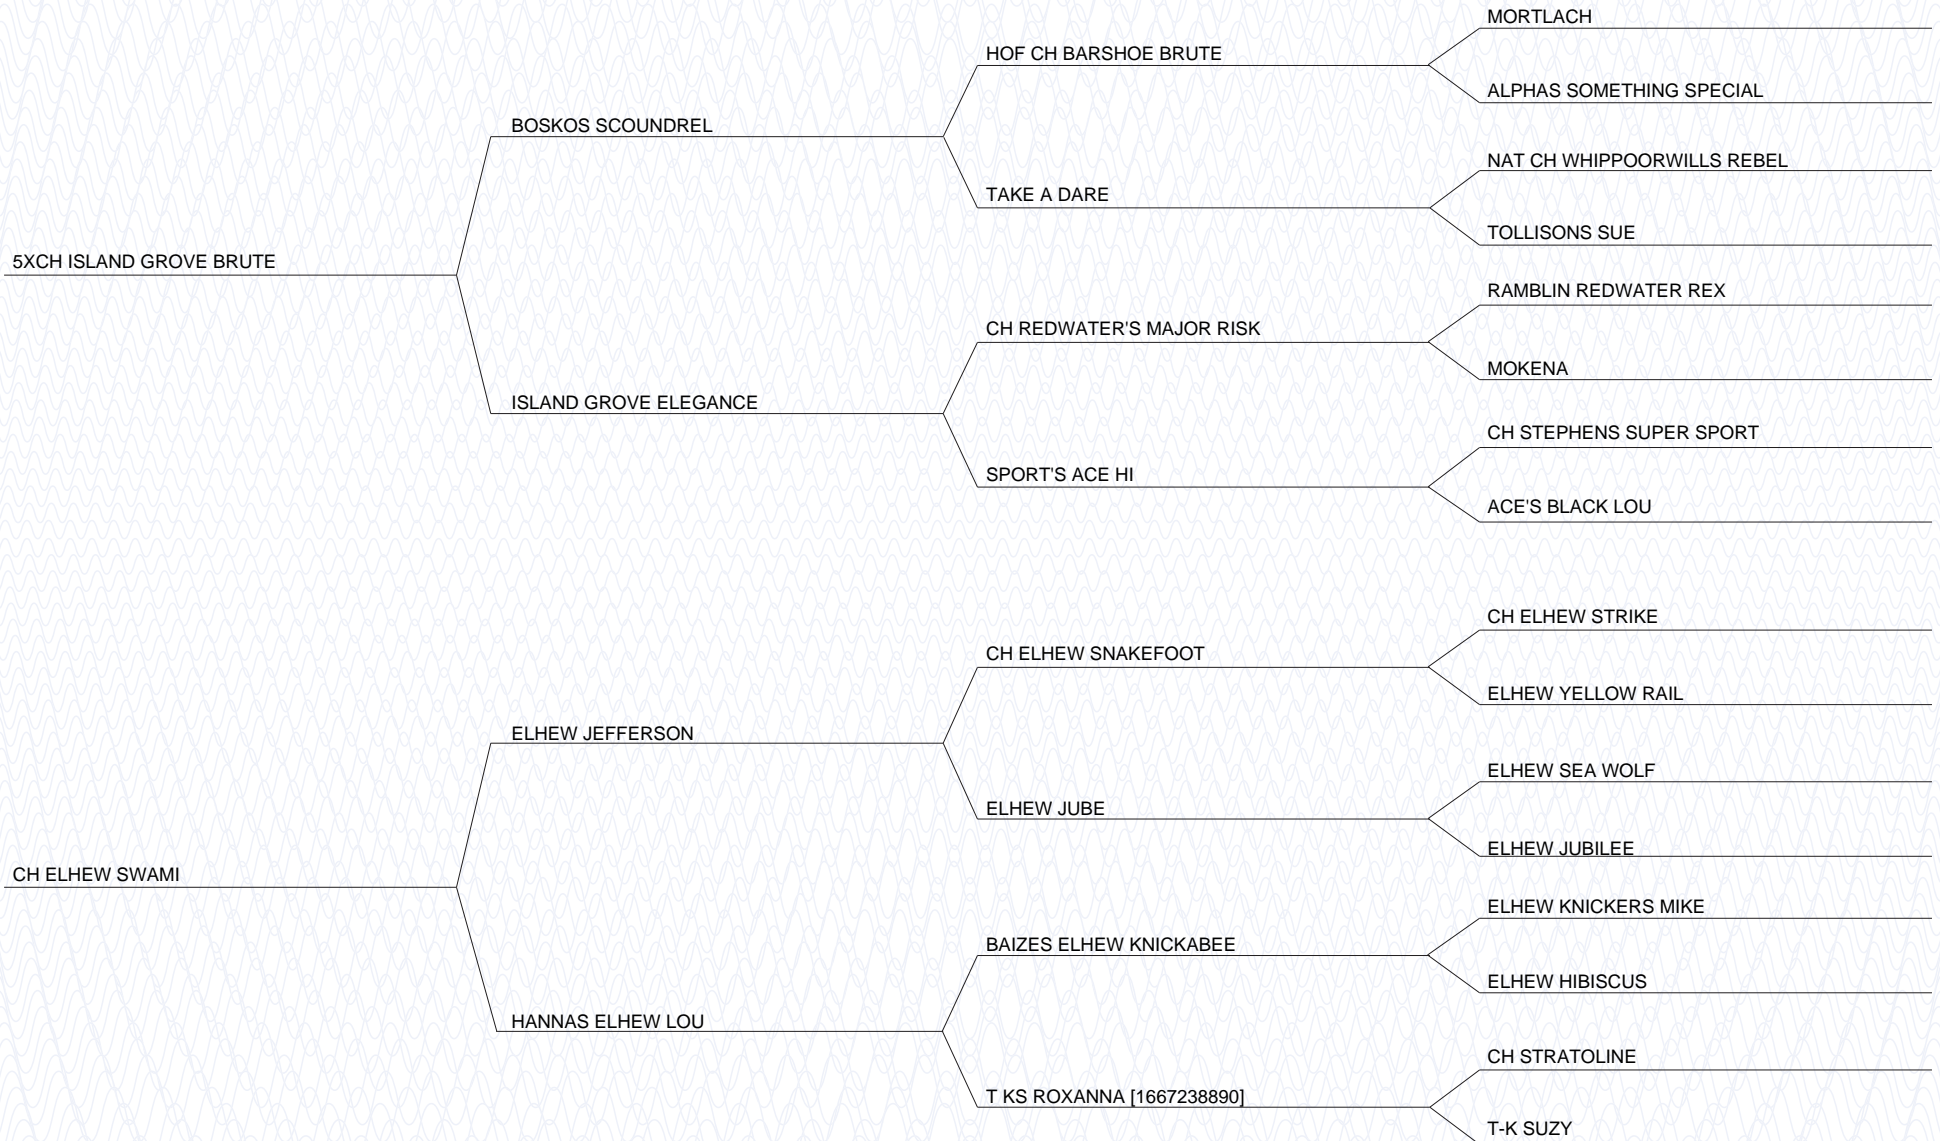 MORTLACH
HOF CH BARSHOE BRUTE
ALPHAS SOMETHING SPECIAL
BOSKOS SCOUNDREL
NAT CH WHIPPOORWILLS REBEL
TAKE A DARE
TOLLISONS SUE
5XCH ISLAND GROVE BRUTE
RAMBLIN REDWATER REX
CH REDWATER'S MAJOR RISK
MOKENA
ISLAND GROVE ELEGANCE
CH STEPHENS SUPER SPORT
SPORT'S ACE HI
ACE'S BLACK LOU
CH ELHEW STRIKE
CH ELHEW SNAKEFOOT
ELHEW YELLOW RAIL
ELHEW JEFFERSON
ELHEW SEA WOLF
ELHEW JUBE
ELHEW JUBILEE
CH ELHEW SWAMI
ELHEW KNICKERS MIKE
BAIZES ELHEW KNICKABEE
ELHEW HIBISCUS
HANNAS ELHEW LOU
CH STRATOLINE
T KS ROXANNA [1667238890]
T-K SUZY